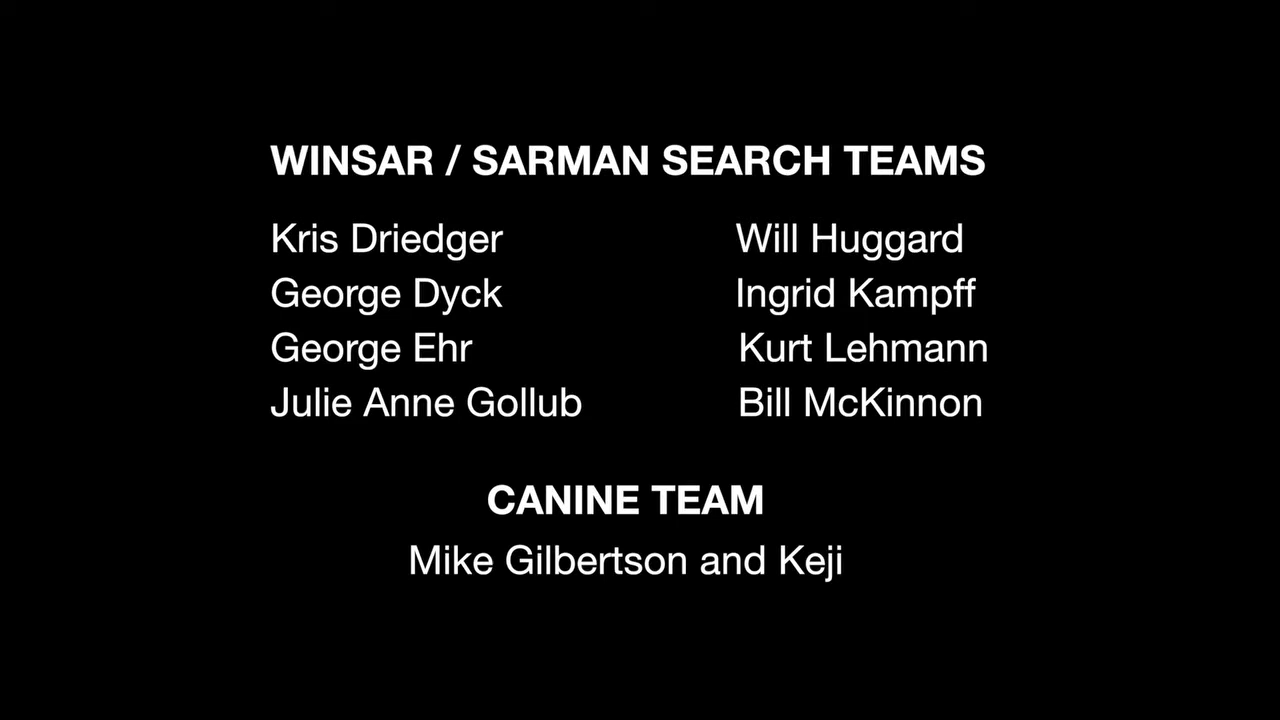 WINSAR / SARMAN SEARCH TEAMS
Kris Driedger
George Dyck
George Ehr
Julie Anne Gollub
Will Huggard
Ingrid Kampff
Kurt Lehmann
Bill McKinnon
CANINE TEAM
Mike Gilbertson and Keji